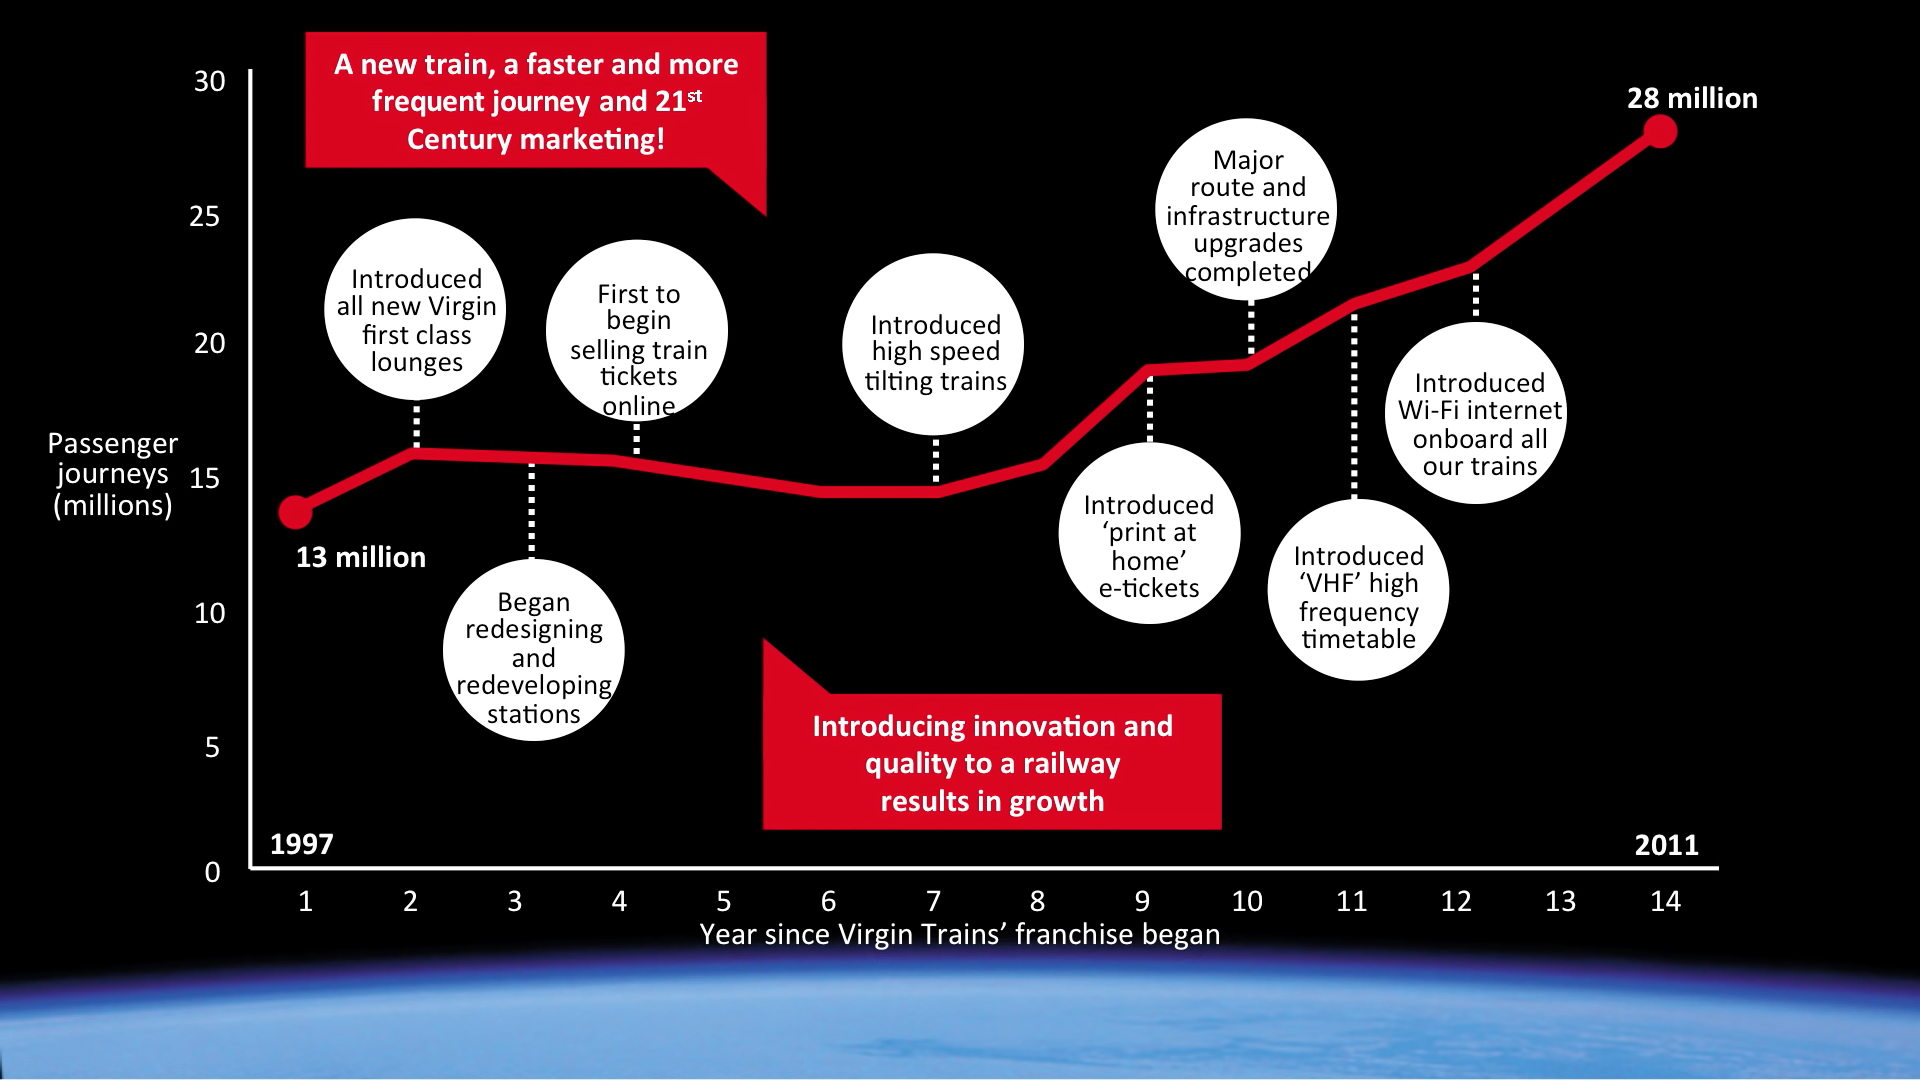 A new train, a faster and more
frequent journey and 21st
Century marketing!
30
25
20
15
10
5
0
Passenger
journeys
(millions)
28 million
13 million
Introduced
all new Virgin
first class
lounges
Began
redesigning
and
redeveloping
stations
First to
begin
selling train
tickets
online
Introduced
high speed
tilting trains
Introduced
‘print at
home’
e-tickets
Major
route and
infrastructure
upgrades
completed
Introduced
‘VHF’ high
frequency
timetable
Introduced
Wi-Fi internet
onboard all
our trains
Introducing innovation and
quality to a railway
results in growth
1997
2011
1 2 3 4 5 6 7 8 9 10 11 12 13 14
Year since Virgin Trains’ franchise began